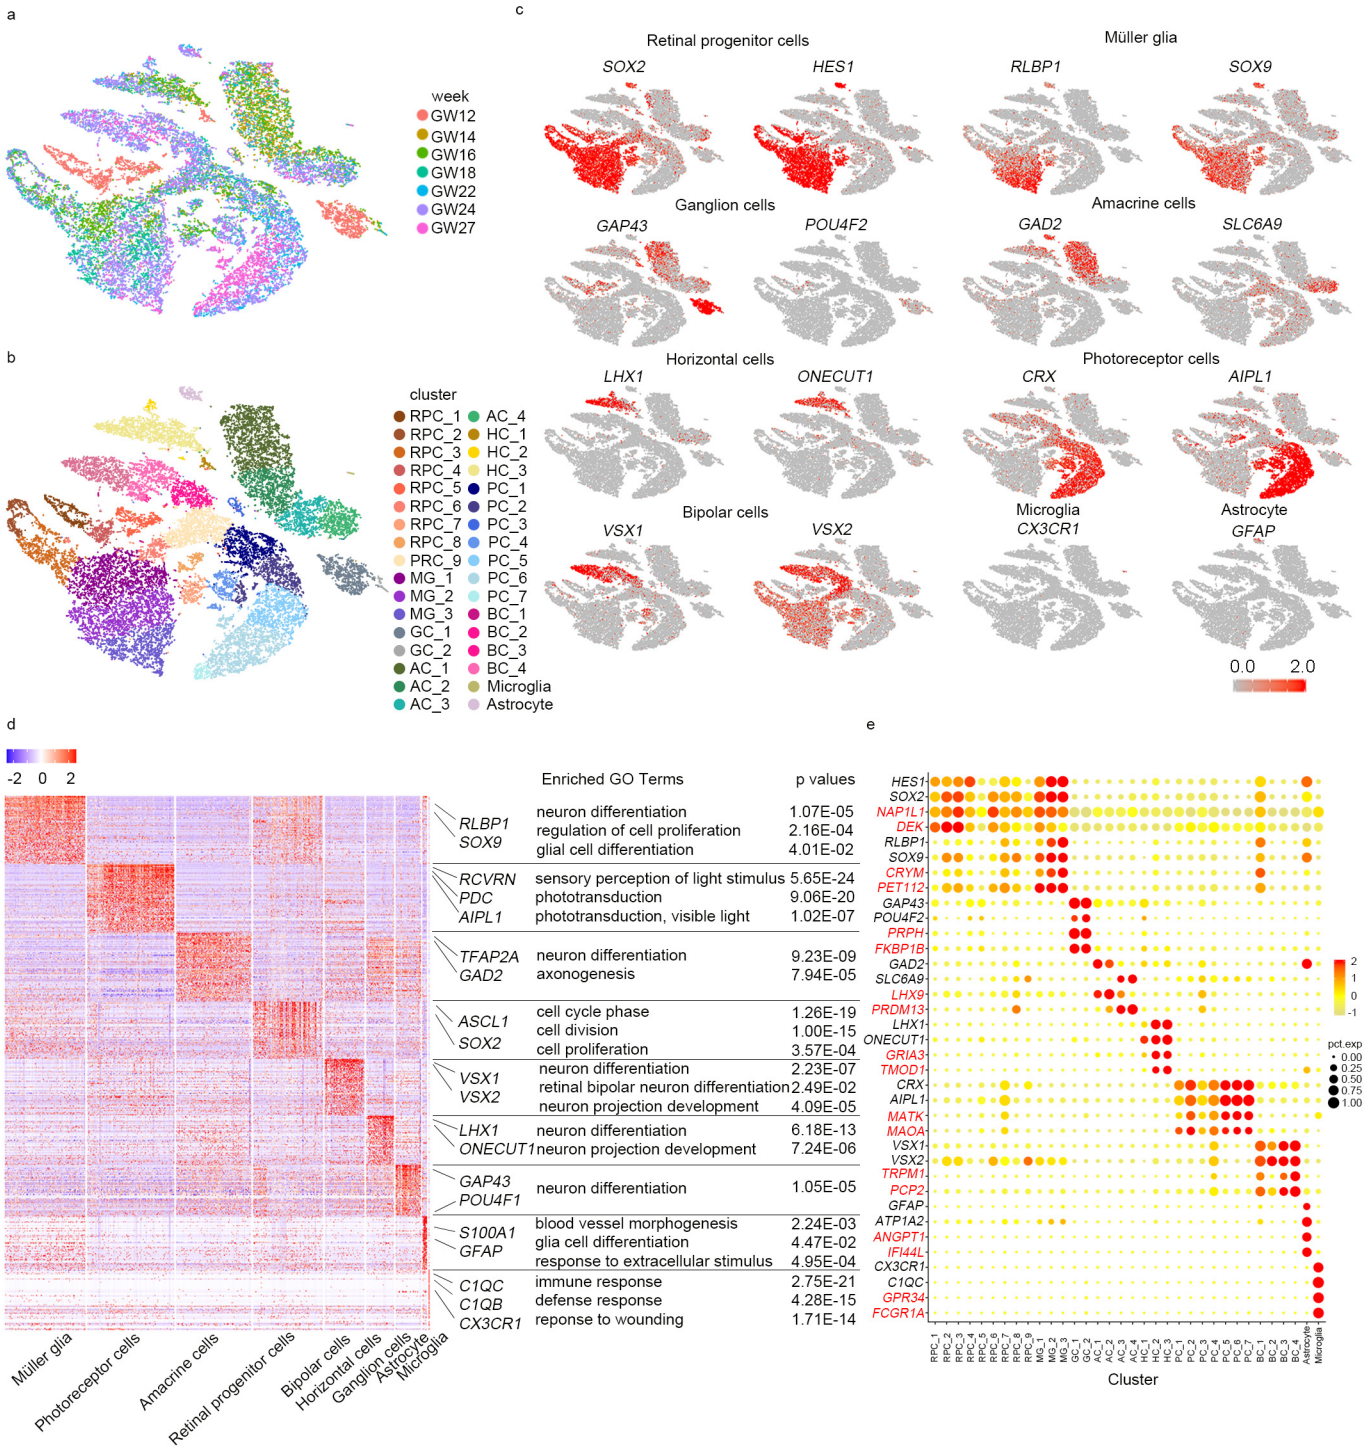 a
week
GW12
GW14
GW16
GW18
GW22
GW24
GW27
b
cluster
RPC_1
RPC_2
RPC_3
RPC_4
RPC_5
RPC_6
RPC_7
RPC_8
PRC_9
MG_1
MG_2
MG_3
GC_1
GC_2
AC_1
AC_2
AC_3
AC_4
HC_1
HC_2
HC_3
PC_1
PC_2
PC_3
PC_4
PC_5
PC_6
PC_7
BC_1
BC_2
BC_3
BC_4
Microglia
Astrocyte
c
Retinal progenitor cells
SOX2 HES1
Müller glia
RLBP1 SOX9
Ganglion cells
GAP43 POU4F2
Amacrine cells
GAD2 SLC6A9
Horizontal cells
LHX1 ONECUT1
Photoreceptor cells
CRX AIPL1
Bipolar cells
VSX1 VSX2
Microglia
CX3CR1
Astrocyte
GFAP
0.0 2.0
d
-2 0 2
Enriched GO Terms p values
RLBP1
SOX9
neuron differentiation 1.07E-05
regulation of cell proliferation 2.16E-04
glial cell differentiation 4.01E-02
RCVRN
PDC
AIPL1
sensory perception of light stimulus 5.65E-24
phototransduction 9.06E-20
phototransduction, visible light 1.02E-07
TFAP2A
GAD2
neuron differentiation 9.23E-09
axonogenesis 7.94E-05
ASCL1
SOX2
cell cycle phase 1.26E-19
cell division 1.00E-15
cell proliferation 3.57E-04
VSX1
VSX2
neuron differentiation 2.23E-07
retinal bipolar neuron differentiation 2.49E-02
neuron projection development 4.09E-05
LHX1
ONECUT1
neuron differentiation 6.18E-13
neuron projection development 7.24E-06
GAP43
POU4F1
neuron differentiation 1.05E-05
S100A1
GFAP
blood vessel morphogenesis 2.24E-03
glia cell differentiation 4.47E-02
response to extracellular stimulus 4.95E-04
C1QC
C1QB
CX3CR1
immune response 2.75E-21
defense response 4.28E-15
reponse to wounding 1.71E-14
Müller glia
Photoreceptor cells
Amacrine cells
Retinal progenitor cells
Bipolar cells
Horizontal cells
Ganglion cells
Astrocyte
Microglia
e
HES1
SOX2
NAP1L1
DEK
RLBP1
SOX9
CRYM
PET112
GAP43
POU4F2
PRPH
FKBP1B
GAD2
SLC6A9
LHX9
PRDM13
LHX1
ONECUT1
GRIA3
TMOD1
CRX
AIPL1
MATK
MAOA
VSX1
VSX2
TRPM1
PCP2
GFAP
ATP1A2
ANGPT1
IFI44L
CX3CR1
C1QC
GPR34
FCGR1A
RPC_1
RPC_2
RPC_3
RPC_4
RPC_5
RPC_6
RPC_7
RPC_8
RPC_9
MG_1
MG_2
MG_3
GC_1
GC_2
AC_1
AC_2
AC_3
AC_4
HC_1
HC_2
HC_3
PC_1
PC_2
PC_3
PC_4
PC_5
PC_6
PC_7
BC_1
BC_2
BC_3
BC_4
Astrocyte
Microglia
Cluster
2
1
0
-1
pct.exp
0.00
0.25
0.50
0.75
1.00